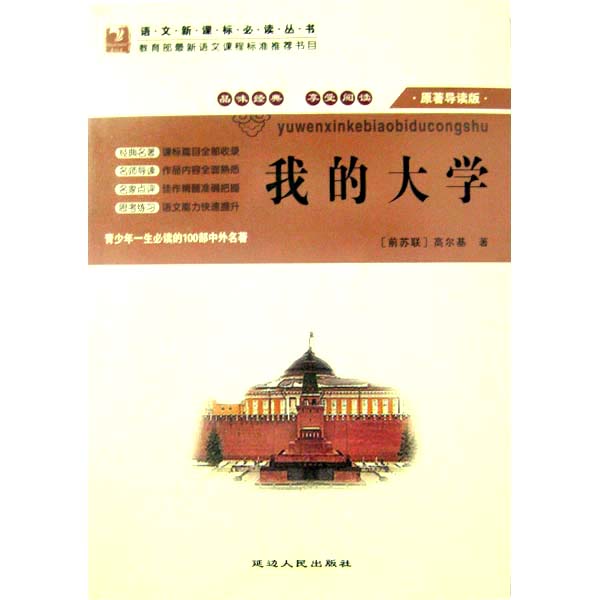 语·文·新·课·标·必·读·丛·书
教育部最新语文课程标准推荐书目
品味经典 享受阅读
·原著导读版·
yuwenxinkebiaobiducongshu
经典名著 课标篇目全部收录
名师导读 作品内容全面熟悉
名家点评 佳作精髓准确把握
思考练习 语文能力快速提升
我的大学
青少年一生必读的100部中外名著
[前苏联] 高尔基 著
延边人民出版社